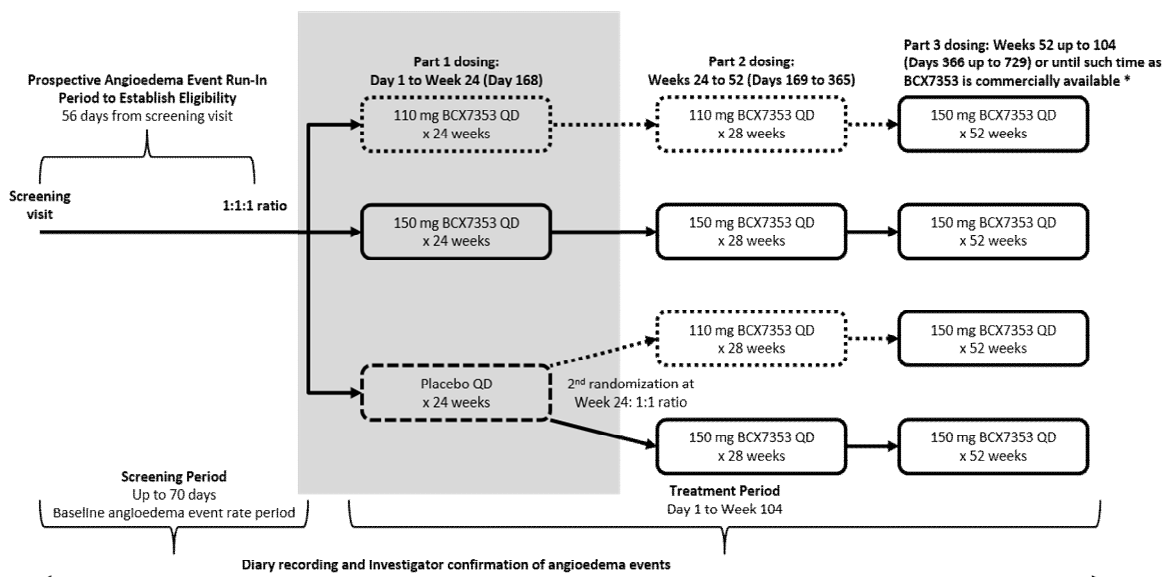 Prospective Angioedema Event Run-In
Period to Establish Eligibility
56 days from screening visit
Screening
visit
1:1:1 ratio
Part 1 dosing:
Day 1 to Week 24 (Day 168)
Part 2 dosing:
Weeks 24 to 52 (Days 169 to 365)
Part 3 dosing: Weeks 52 up to 104
(Days 366 up to 729) or until such time as
BCX7353 is commercially available *
110 mg BCX7353 QD
x 24 weeks
110 mg BCX7353 QD
x 28 weeks
150 mg BCX7353 QD
x 52 weeks
150 mg BCX7353 QD
x 24 weeks
150 mg BCX7353 QD
x 28 weeks
150 mg BCX7353 QD
x 52 weeks
Placebo QD
x 24 weeks
2nd randomization at
Week 24: 1:1 ratio
110 mg BCX7353 QD
x 28 weeks
150 mg BCX7353 QD
x 52 weeks
150 mg BCX7353 QD
x 28 weeks
150 mg BCX7353 QD
x 52 weeks
Screening Period
Up to 70 days
Baseline angioedema event rate period
Treatment Period
Day 1 to Week 104
Diary recording and Investigator confirmation of angioedema events